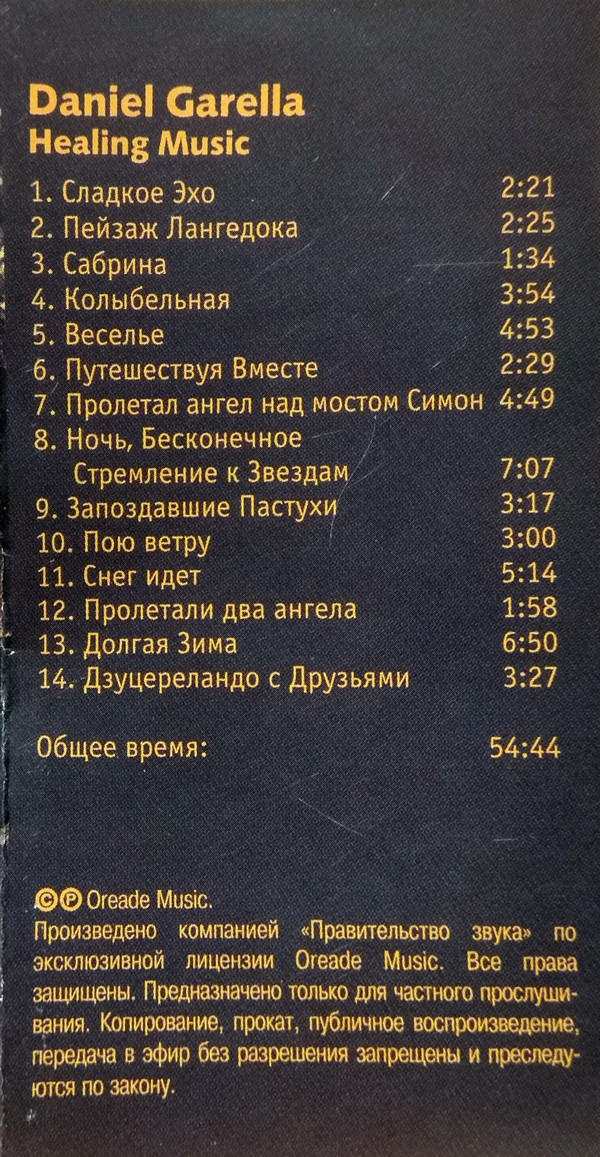 Daniel Garella
Healing Music
1. Сладкое Эхо 2:21
2. Пейзаж Лангедока 2:25
3. Сабрина 1:34
4. Колыбельная 3:54
5. Веселье 4:53
6. Путешествуя Вместе 2:29
7. Пролетал ангел над мостом Симон 4:49
8. Ночь, Бесконечное
Стремление к Звездам 7:07
9. Запоздавшие Пастухи 3:17
10. Пою ветру 3:00
11. Снег идет 5:14
12. Пролетали два ангела 1:58
13. Долгая Зима 6:50
14. Дзуцереландо с Друзьями 3:27
Общее время: 54:44
©℗ Oreade Music.
Произведено компанией «Правительство звука» по
эксклюзивной лицензии Oreade Music. Все права
защищены. Предназначено только для частного прослуши-
вания. Копирование, прокат, публичное воспроизведение,
передача в эфир без разрешения запрещены и преследу-
ются по закону.